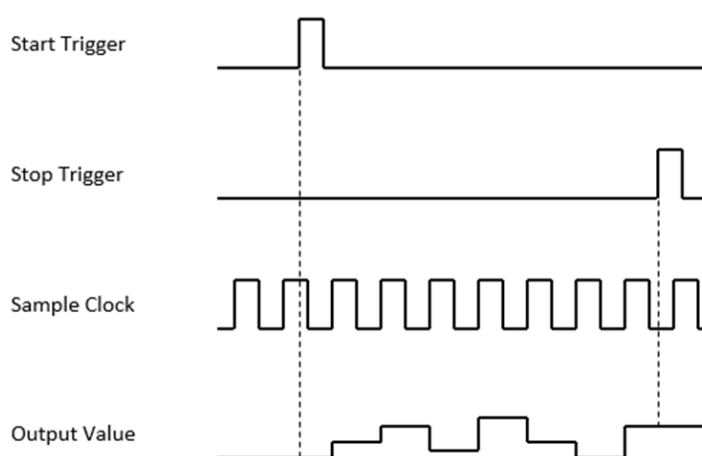 Start Trigger
Stop Trigger
Sample Clock
Output Value